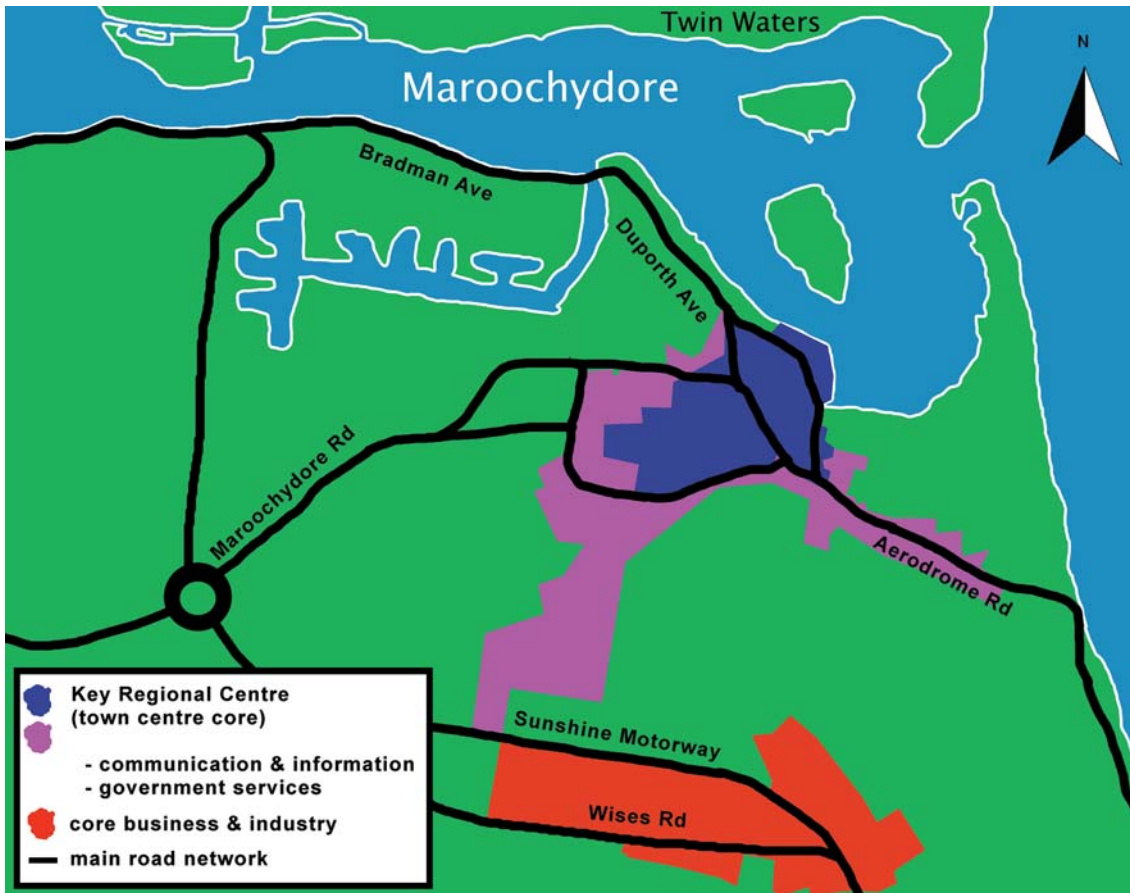 Twin Waters
N
Maroochydore
Bradman Ave
Duporth Ave
Maroochydore Rd
Aerodrome Rd
Sunshine Motorway
Wises Rd
Key Regional Centre
(town centre core)
- communication & information
- government services
core business & industry
main road network